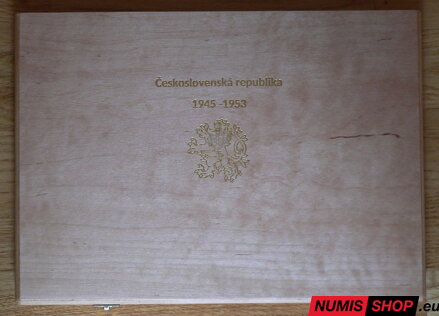 Československá republika
1945 -1953
NUMIS SHOP.eu